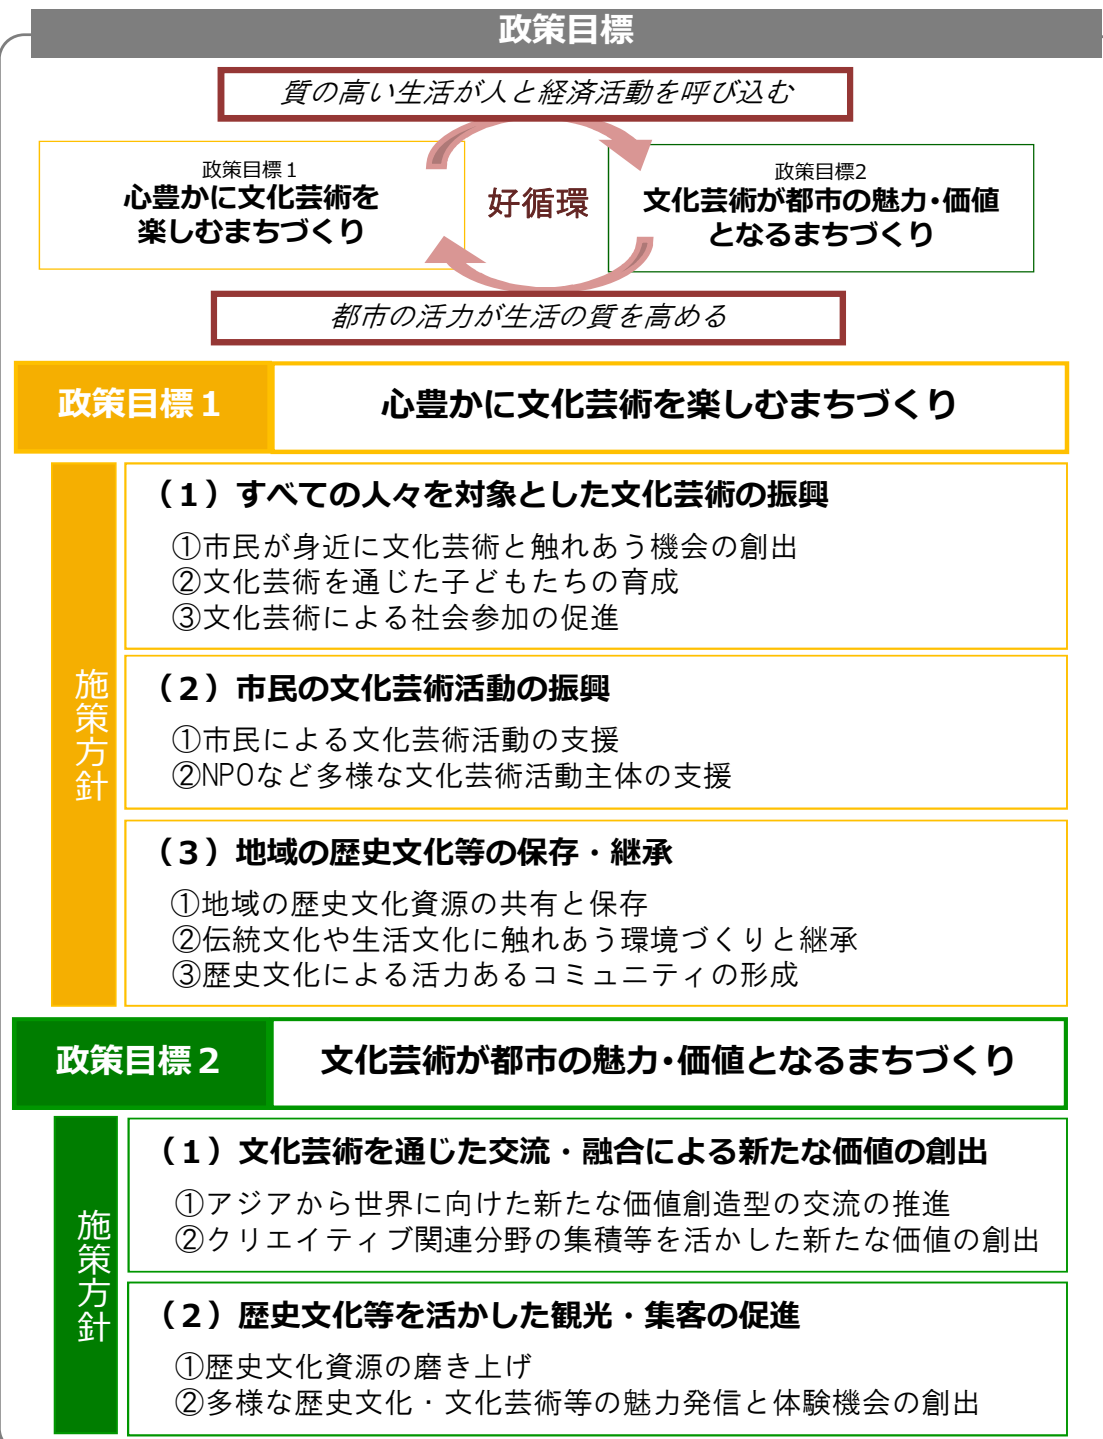 政策目標
質の高い生活が人と経済活動を呼び込む
政策目標１
心豊かに文化芸術を
楽しむまちづくり
好循環
政策目標2
文化芸術が都市の魅力・価値
となるまちづくり
都市の活力が生活の質を高める
政策目標１
心豊かに文化芸術を楽しむまちづくり
施策方針
（１）すべての人々を対象とした文化芸術の振興
①市民が身近に文化芸術と触れあう機会の創出
②文化芸術を通じた子どもたちの育成
③文化芸術による社会参加の促進
（２）市民の文化芸術活動の振興
①市民による文化芸術活動の支援
②NPOなど多様な文化芸術活動主体の支援
（３）地域の歴史文化等の保存・継承
①地域の歴史文化資源の共有と保存
②伝統文化や生活文化に触れあう環境づくりと継承
③歴史文化による活力あるコミュニティの形成
政策目標２
文化芸術が都市の魅力・価値となるまちづくり
施策方針
（１）文化芸術を通じた交流・融合による新たな価値の創出
①アジアから世界に向けた新たな価値創造型の交流の推進
②クリエイティブ関連分野の集積等を活かした新たな価値の創出
（２）歴史文化等を活かした観光・集客の促進
①歴史文化資源の磨き上げ
②多様な歴史文化・文化芸術等の魅力発信と体験機会の創出